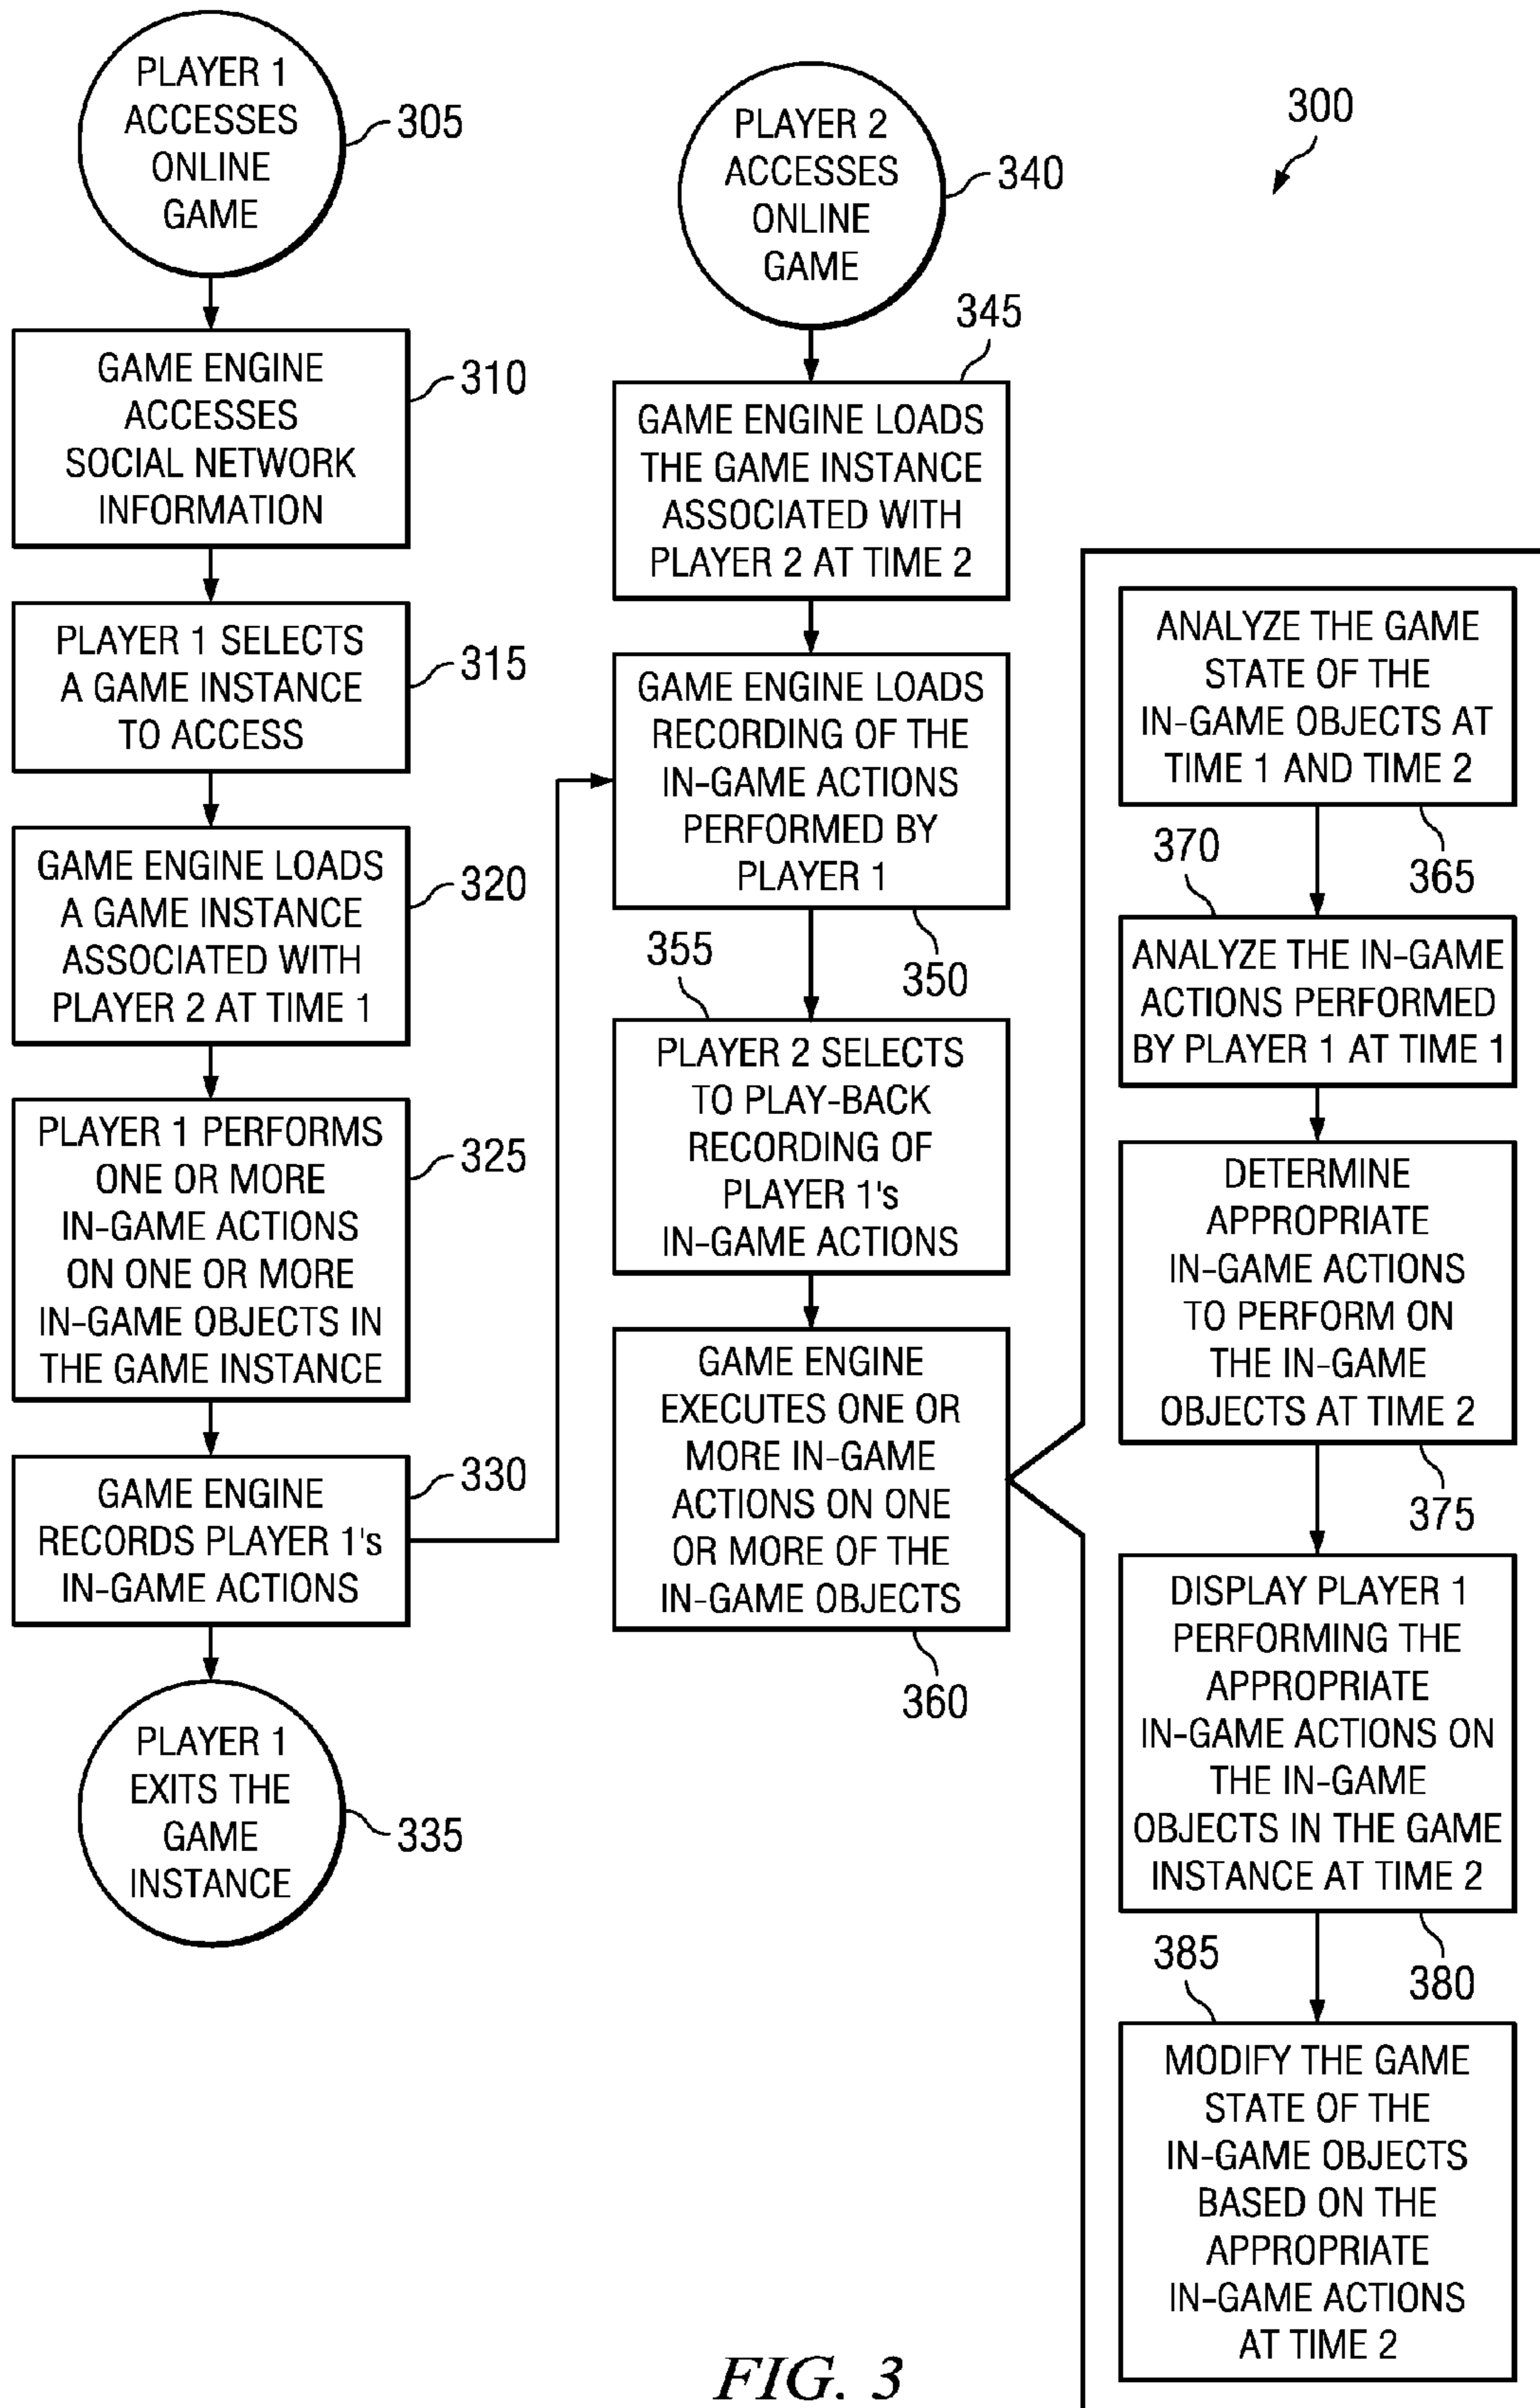 PLAYER 1
ACCESSES
ONLINE
GAME
305
GAME ENGINE
ACCESSES
SOCIAL NETWORK
INFORMATION
310
PLAYER 1 SELECTS
A GAME INSTANCE
TO ACCESS
315
GAME ENGINE LOADS
A GAME INSTANCE
ASSOCIATED WITH
PLAYER 2 AT TIME 1
320
PLAYER 1 PERFORMS
ONE OR MORE
IN-GAME ACTIONS
ON ONE OR MORE
IN-GAME OBJECTS IN
THE GAME INSTANCE
325
GAME ENGINE
RECORDS PLAYER 1's
IN-GAME ACTIONS
330
PLAYER 1
EXITS THE
GAME
INSTANCE
335
PLAYER 2
ACCESSES
ONLINE
GAME
340
345
GAME ENGINE LOADS
THE GAME INSTANCE
ASSOCIATED WITH
PLAYER 2 AT TIME 2
GAME ENGINE LOADS
RECORDING OF THE
IN-GAME ACTIONS
PERFORMED BY
PLAYER 1
350
355
PLAYER 2 SELECTS
TO PLAY-BACK
RECORDING OF
PLAYER 1's
IN-GAME ACTIONS
GAME ENGINE
EXECUTES ONE OR
MORE IN-GAME
ACTIONS ON ONE
OR MORE OF THE
IN-GAME OBJECTS
360
300
ANALYZE THE GAME
STATE OF THE
IN-GAME OBJECTS AT
TIME 1 AND TIME 2
365
370
ANALYZE THE IN-GAME
ACTIONS PERFORMED
BY PLAYER 1 AT TIME 1
DETERMINE
APPROPRIATE
IN-GAME ACTIONS
TO PERFORM ON
THE IN-GAME
OBJECTS AT TIME 2
375
DISPLAY PLAYER 1
PERFORMING THE
APPROPRIATE
IN-GAME ACTIONS ON
THE IN-GAME
OBJECTS IN THE GAME
INSTANCE AT TIME 2
380
385
MODIFY THE GAME
STATE OF THE
IN-GAME OBJECTS
BASED ON THE
APPROPRIATE
IN-GAME ACTIONS
AT TIME 2
FIG. 3